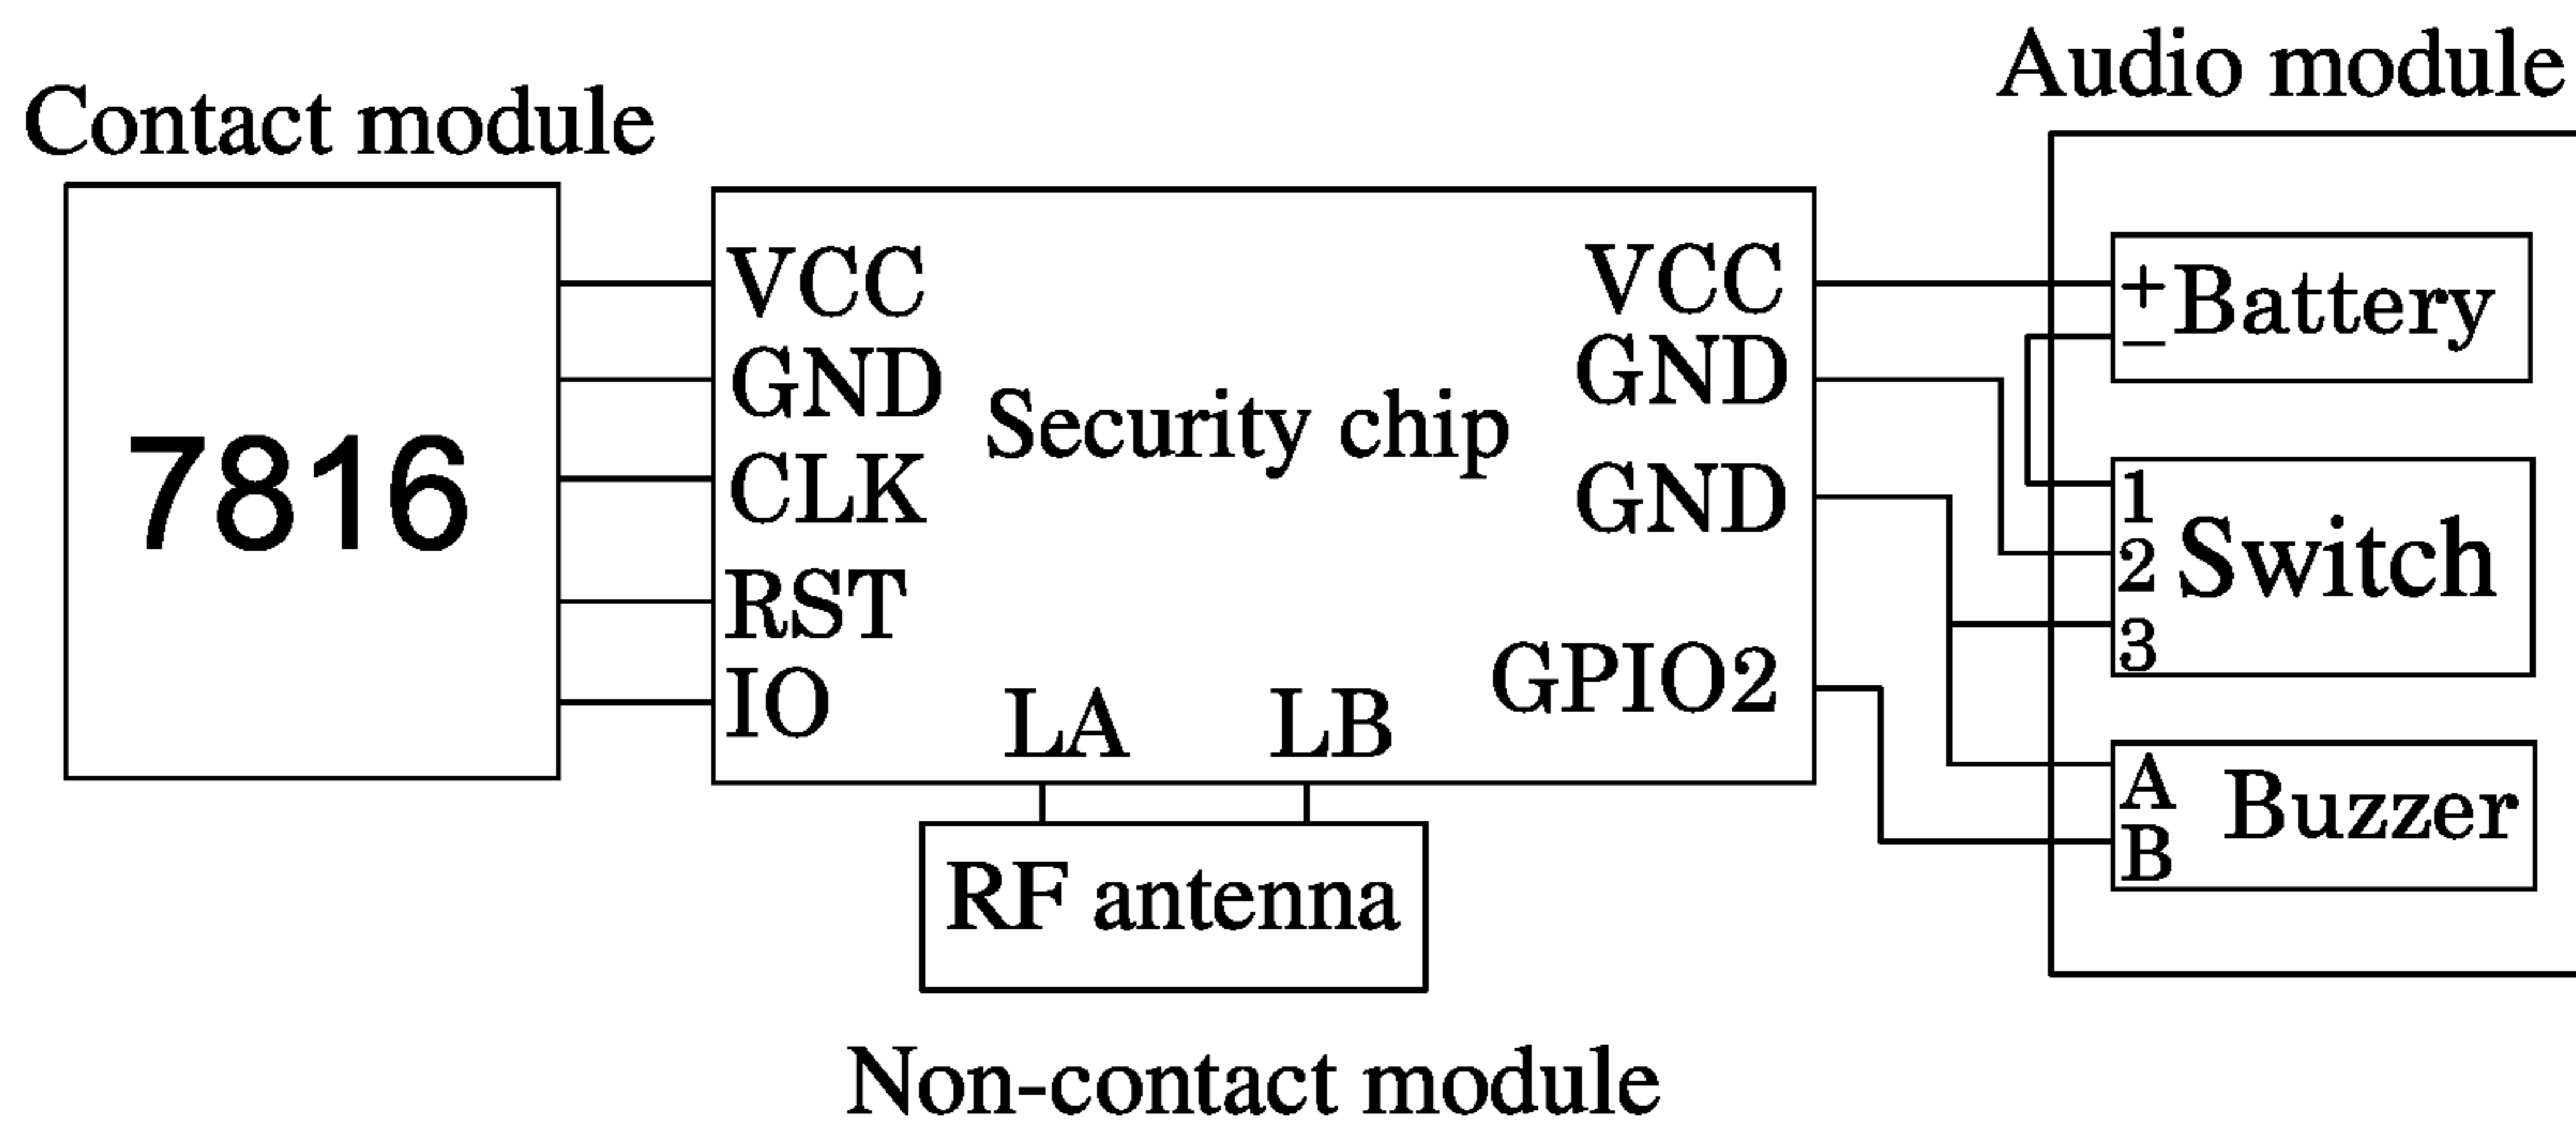 Contact module
7816
VCC
GND
CLK
RST
IO
Security chip
LA LB
VCC
GND
GND
GPIO2
RF antenna
Non-contact module
Audio module
+ Battery
−
1
2 Switch
3
A Buzzer
B